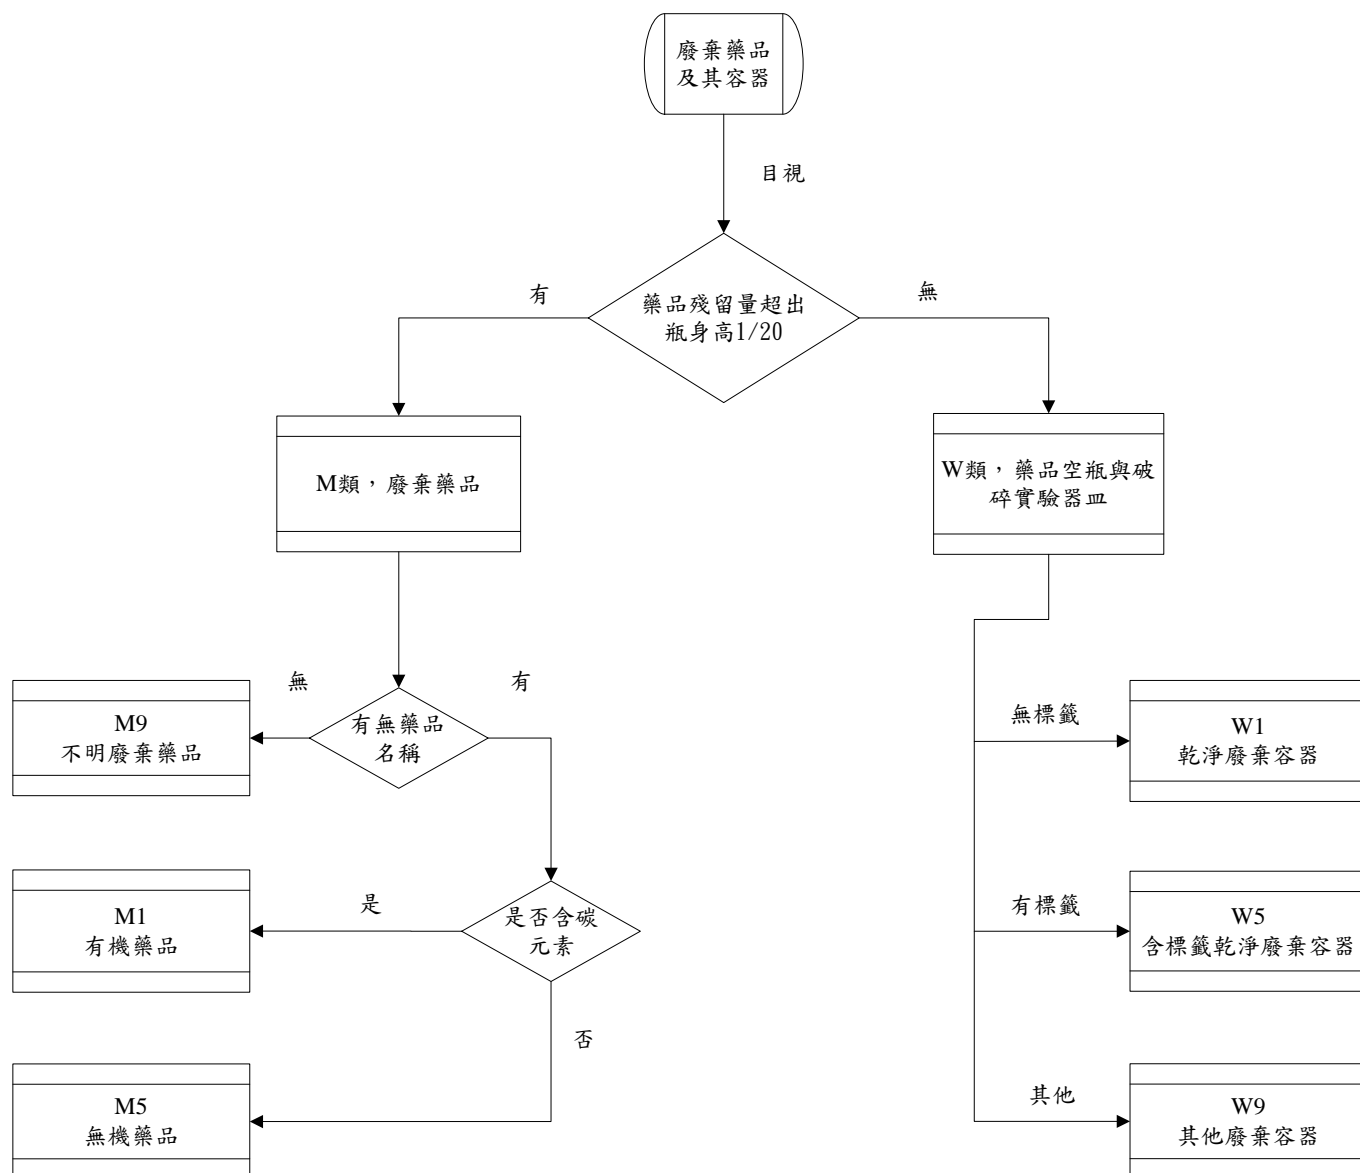 廢棄藥品
及其容器
目視
藥品殘留量超出
瓶身高1/20
有
無
M類，廢棄藥品
W類，藥品空瓶與破
碎實驗器皿
無
有
有無藥品
名稱
M9
不明廢棄藥品
無標籤
W1
乾淨廢棄容器
是
是否含碳
元素
M1
有機藥品
有標籤
W5
含標籤乾淨廢棄容器
否
M5
無機藥品
其他
W9
其他廢棄容器